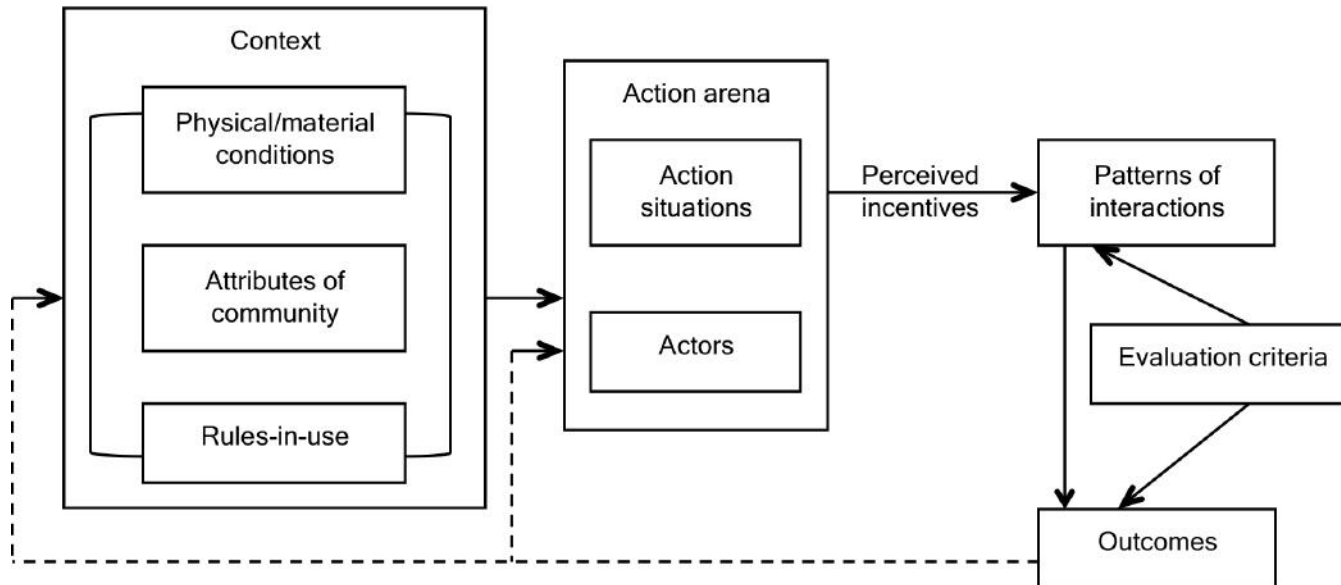 Context
Physical/material
conditions
Attributes of
community
Rules-in-use
Action arena
Action
situations
Actors
Perceived
incentives
Patterns of
interactions
Evaluation criteria
Outcomes